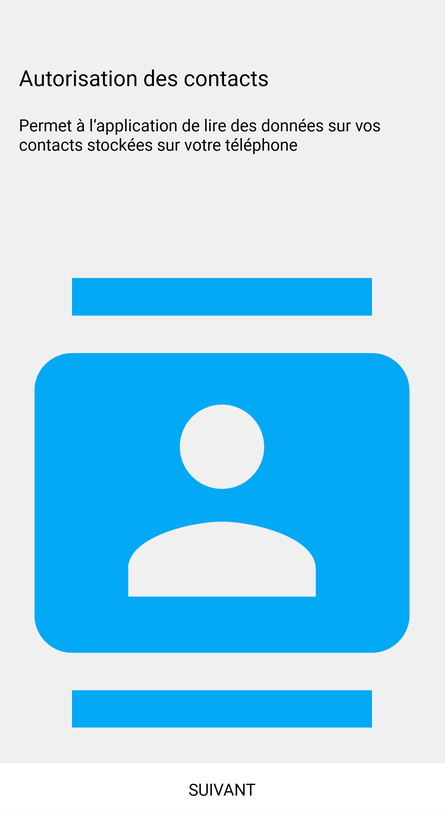 Autorisation des contacts
Permet à l‘application de lire des données sur vos
contacts stockées sur votre téléphone
SUIVANT